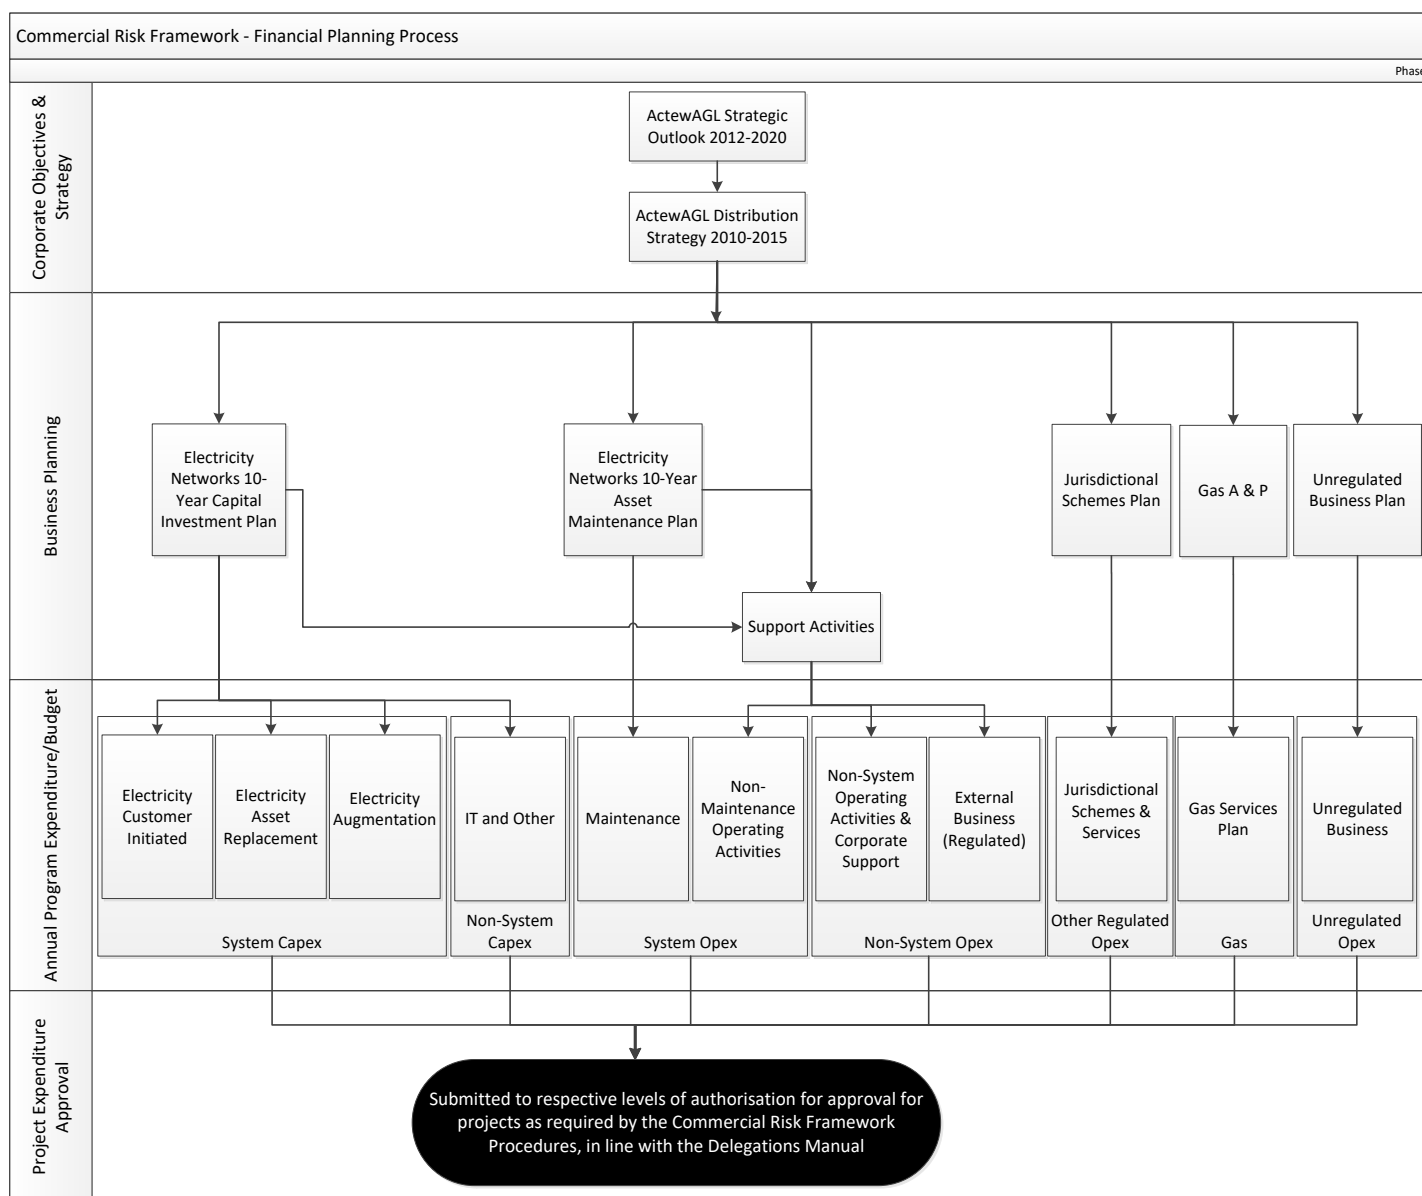 Commercial Risk Framework - Financial Planning Process
Phase
Corporate Objectives &
Strategy
ActewAGL Strategic
Outlook 2012-2020
ActewAGL Distribution
Strategy 2010-2015
Business Planning
Electricity
Networks 10-
Year Capital
Investment Plan
Electricity
Networks 10-Year
Asset
Maintenance Plan
Jurisdictional
Schemes Plan
Gas A & P
Unregulated
Business Plan
Support Activities
Annual Program Expenditure/Budget
Electricity
Customer
Initiated
Electricity
Asset
Replacement
Electricity
Augmentation
System Capex
IT and Other
Non-System
Capex
Maintenance
Non-
Maintenance
Operating
Activities
System Opex
Non-System
Operating
Activities &
Corporate
Support
External
Business
(Regulated)
Non-System Opex
Jurisdictional
Schemes &
Services
Other Regulated
Opex
Gas Services
Plan
Gas
Unregulated
Business
Unregulated
Opex
Project Expenditure
Approval
Submitted to respective levels of authorisation for approval for
projects as required by the Commercial Risk Framework
Procedures, in line with the Delegations Manual